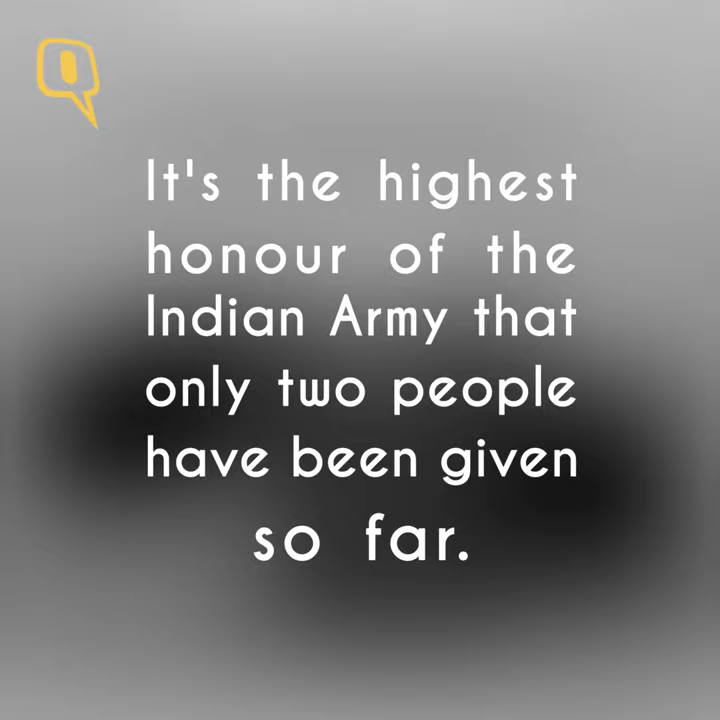 It's the highest
honour of the
Indian Army that
only two people
have been given
so far.